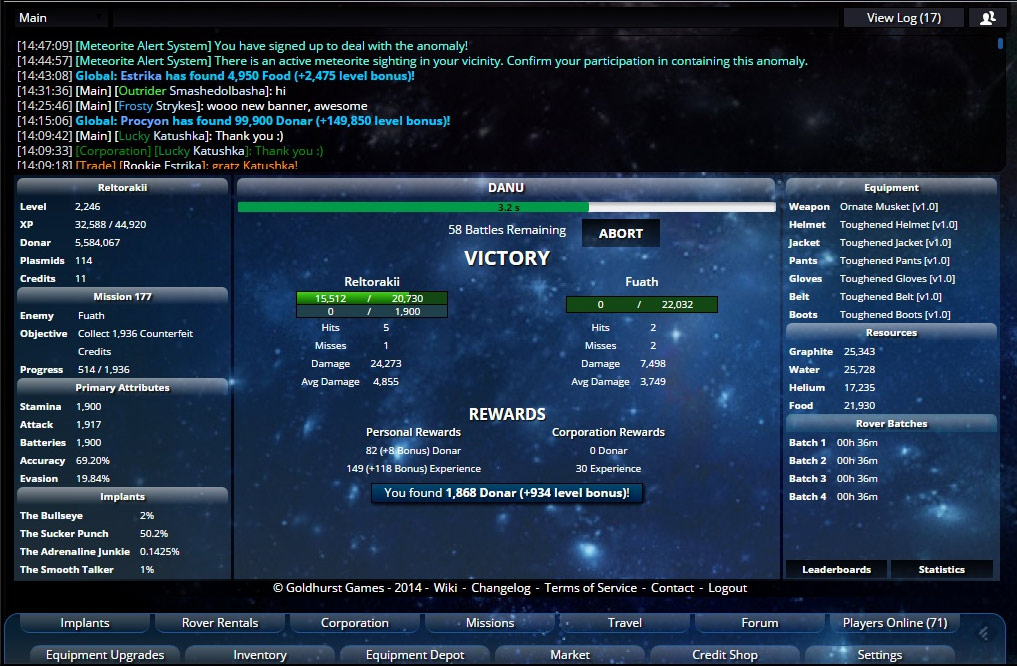 Main
View Log (17)
[14:47:09] [Meteorite Alert System] You have signed up to deal with the anomaly!
[14:44:57] [Meteorite Alert System] There is an active meteorite sighting in your vicinity. Confirm your participation in containing this anomaly.
[14:43:08] Global: Estrika has found 4,950 Food (+2,475 level bonus)!
[14:31:36] [Main] [Outrider Smashedolbasha]: hi
[14:25:46] [Main] [Frosty Strykes]: wooo new banner, awesome
[14:15:06] Global: Procyon has found 99,900 Donar (+149,850 level bonus)!
[14:09:42] [Main] [Lucky Katushka]: Thank you :)
[14:09:33] [Corporation] [Lucky Katushka]: Thank you :)
[14:09:18] [Trade] [Rookie Estrika]: gratz Katushka!
Reltorakii
Level 2,246
XP 32,588 / 44,920
Donar 5,584,067
Plasmids 114
Credits 11
Mission 177
Enemy Fuath
Objective Collect 1,936 Counterfeit
Credits
Progress 514 / 1,936
Primary Attributes
Stamina 1,900
Attack 1,917
Batteries 1,900
Accuracy 69.20%
Evasion 19.84%
Implants
The Bullseye 2%
The Sucker Punch 50.2%
The Adrenaline Junkie 0.1425%
The Smooth Talker 1%
DANU
3.2 s
58 Battles Remaining ABORT
VICTORY
Reltorakii
15,512 / 20,730
0 / 1,900
Hits 5
Misses 1
Damage 24,273
Avg Damage 4,855
Fuath
0 / 22,032
Hits 2
Misses 2
Damage 7,498
Avg Damage 3,749
REWARDS
Personal Rewards
82 (+8 Bonus) Donar
149 (+118 Bonus) Experience
Corporation Rewards
0 Donar
30 Experience
You found 1,868 Donar (+934 level bonus)!
Equipment
Weapon Ornate Musket [v1.0]
Helmet Toughened Helmet [v1.0]
Jacket Toughened Jacket [v1.0]
Pants Toughened Pants [v1.0]
Gloves Toughened Gloves [v1.0]
Belt Toughened Belt [v1.0]
Boots Toughened Boots [v1.0]
Resources
Graphite 25,343
Water 25,728
Helium 17,235
Food 21,930
Rover Batches
Batch 1 00h 36m
Batch 2 00h 36m
Batch 3 00h 36m
Batch 4 00h 36m
Leaderboards Statistics
© Goldhurst Games - 2014 - Wiki - Changelog - Terms of Service - Contact - Logout
Implants Rover Rentals Corporation Missions Travel Forum Players Online (71)
Equipment Upgrades Inventory Equipment Depot Market Credit Shop Settings